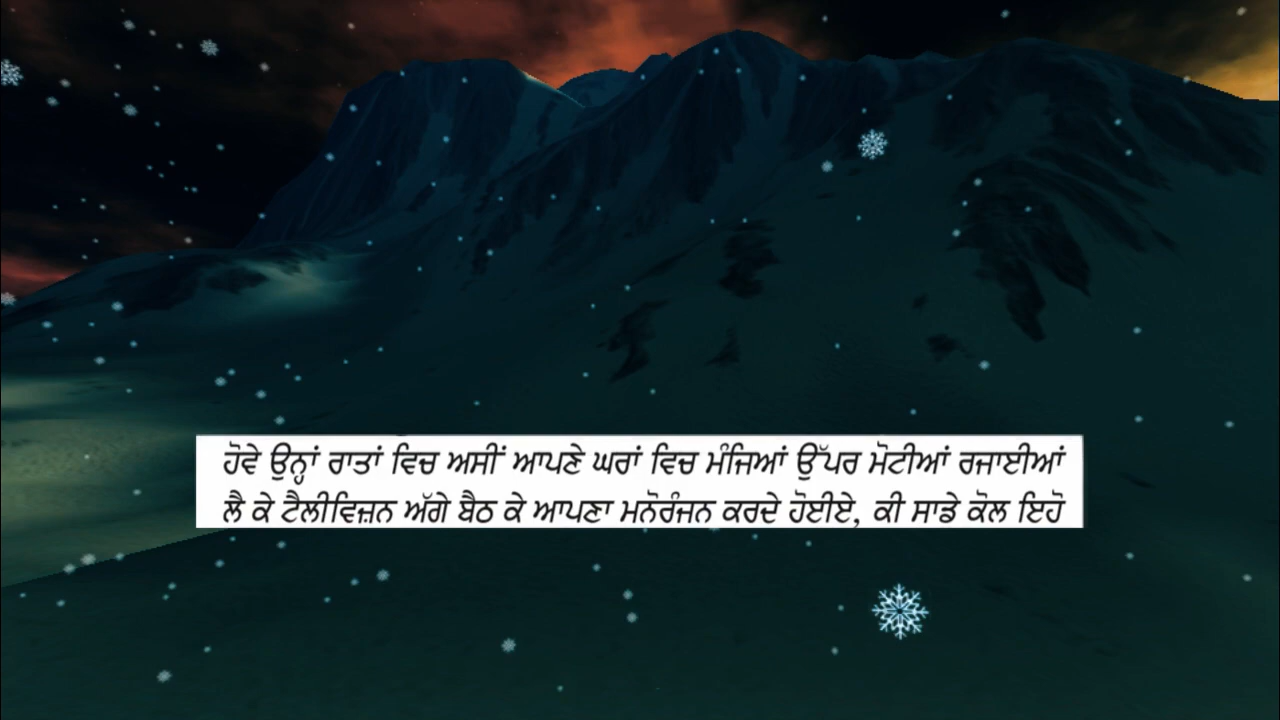 ਹੋਵੇ ਉਨ੍ਹਾਂ ਰਾਤਾਂ ਵਿਚ ਅਸੀਂ ਆਪਣੇ ਘਰਾਂ ਵਿਚ ਮੰਜਿਆਂ ਉੱਪਰ ਮੋਟੀਆਂ ਰਜਾਈਆਂ
ਲੈ ਕੇ ਟੈਲੀਵਿਜ਼ਨ ਅੱਗੇ ਬੈਠ ਕੇ ਆਪਣਾ ਮਨੋਰੰਜਨ ਕਰਦੇ ਹੋਈਏ, ਕੀ ਸਾਡੇ ਕੋਲ ਇਹੋ